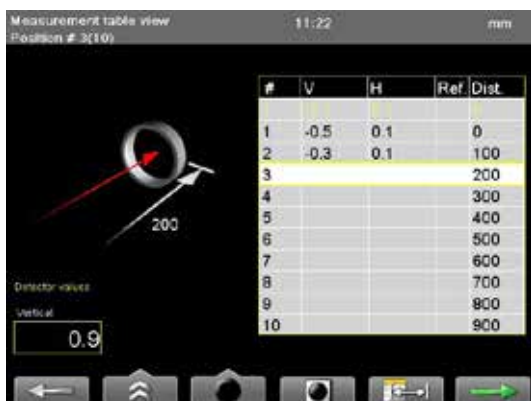 Measurement table view 11:22 mm
Position # 3(10)
# V H Ref. Dist.
1 -0.5 0.1 0
2 -0.3 0.1 100
3 200
4 300
5 400
6 500
7 600
8 700
9 800
10 900
200
Detector values
Vertical
0.9